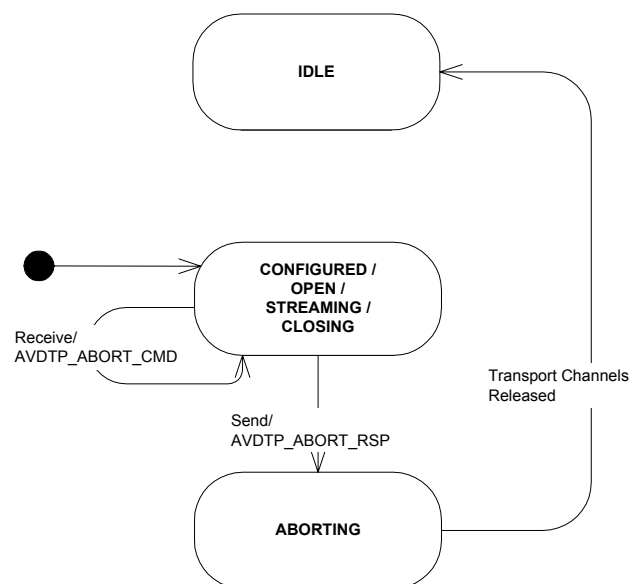 IDLE
CONFIGURED /
OPEN /
STREAMING /
CLOSING
Receive/
AVDTP_ABORT_CMD
Transport Channels
Released
Send/
AVDTP_ABORT_RSP
ABORTING